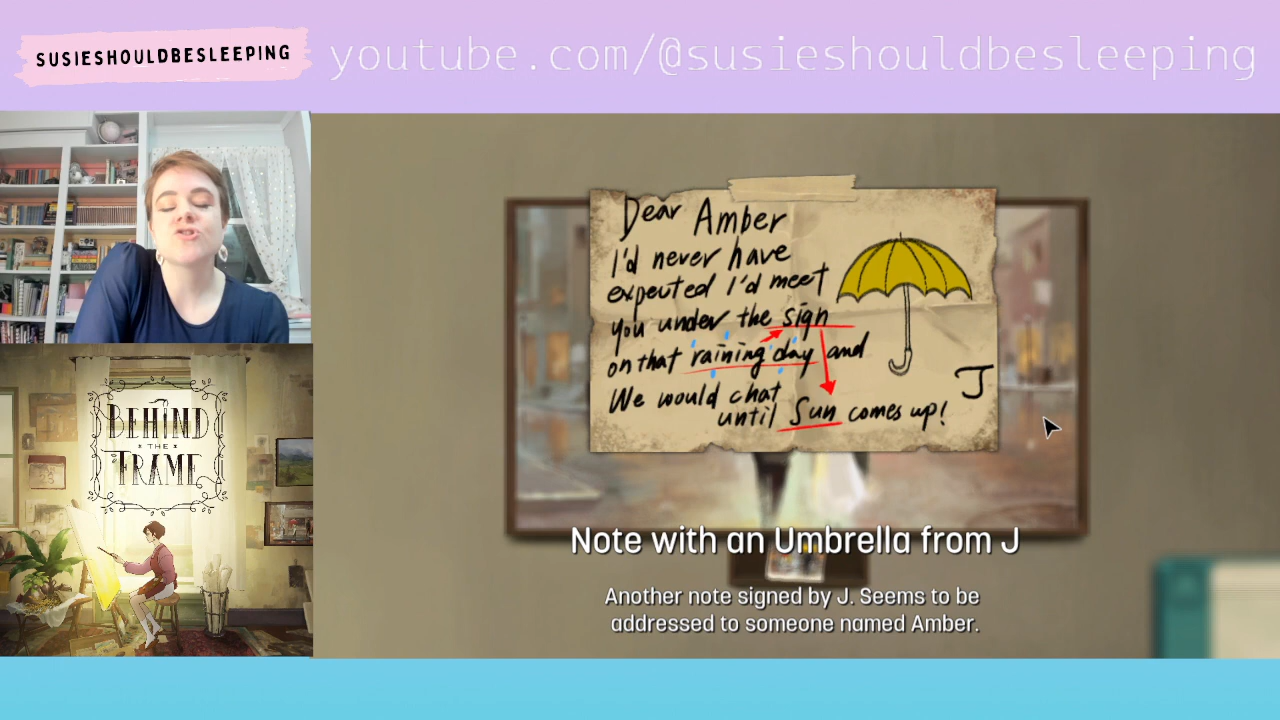 SUSIESHOULDBESLEEPING
youtube.com/@susieshouldbesleeping
BEHIND
THE
FRAME
23
Dear Amber
I'd never have
expected I'd meet
you under the sign
on that raining day and
We would chat
until Sun comes up!
J
Note with an Umbrella from J
Another note signed by J. Seems to be
addressed to someone named Amber.